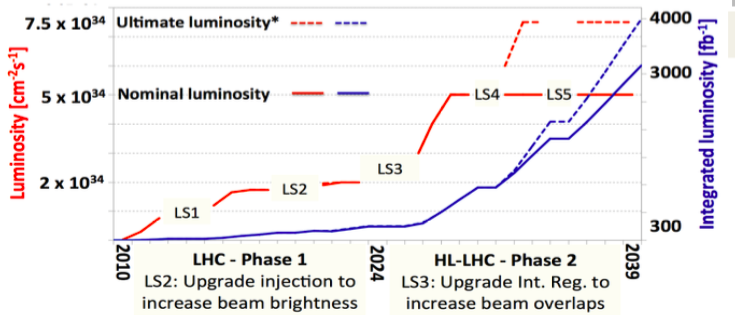 7.5 x 10³⁴
Ultimate luminosity*
4000
Luminosity [cm⁻²s⁻¹]
Integrated luminosity [fb⁻¹]
3000
5 x 10³⁴
Nominal luminosity
LS4
LS5
2 x 10³⁴
LS1
LS2
LS3
300
2010
LHC - Phase 1
2024
HL-LHC - Phase 2
2039
LS2: Upgrade injection to
increase beam brightness
LS3: Upgrade Int. Reg. to
increase beam overlaps